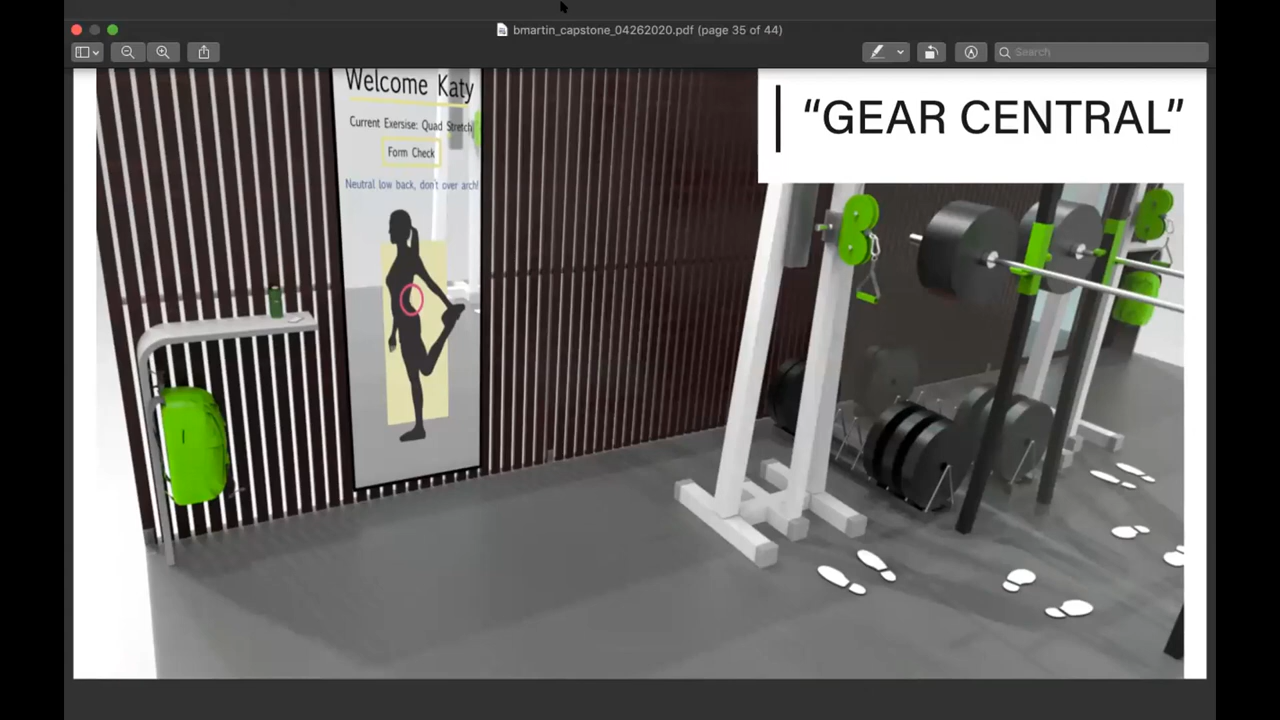 bmartin_capstone_04262020.pdf (page 35 of 44)
Search
Welcome Katy
Current Exersise: Quad Stretch
Form Check
Neutral low back, don't over arch!
“GEAR CENTRAL”